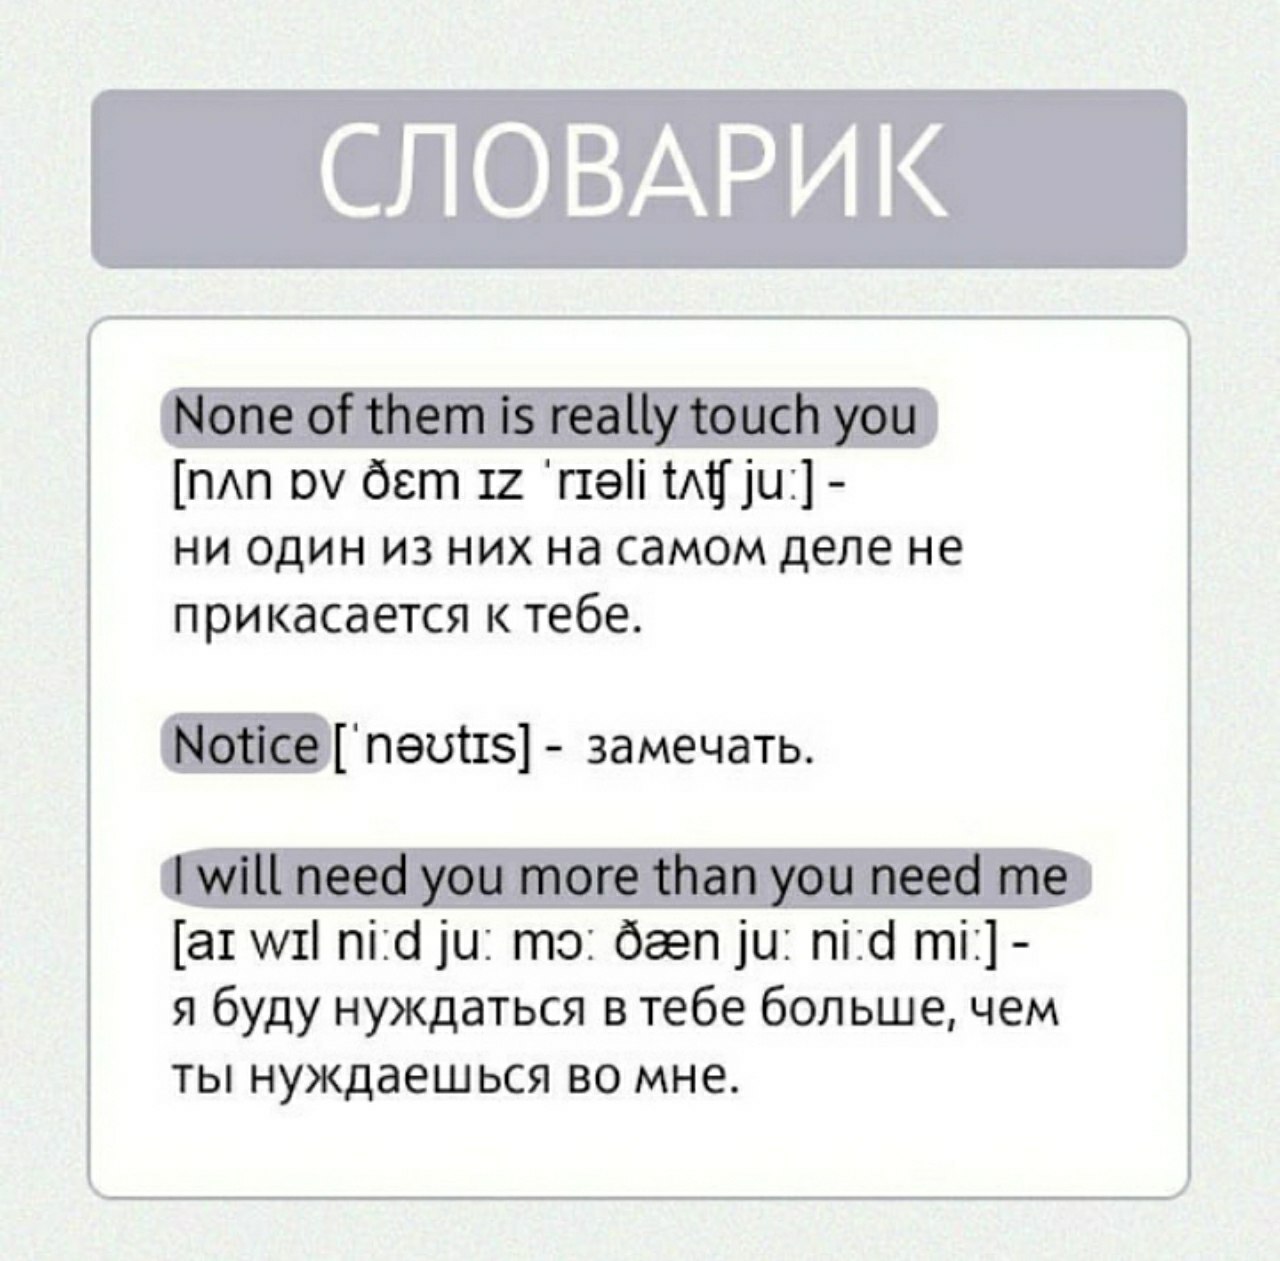 СЛОВАРИК
None of them is really touch you
[nʌn ɒv ðɛm ɪz ˈrɪəli tʌʧ juː] -
ни один из них на самом деле не
прикасается к тебе.
Notice [ˈnəʊtɪs] - замечать.
I will need you more than you need me
[aɪ wɪl niːd juː mɔː ðæn juː niːd miː] -
я буду нуждаться в тебе больше, чем
ты нуждаешься во мне.